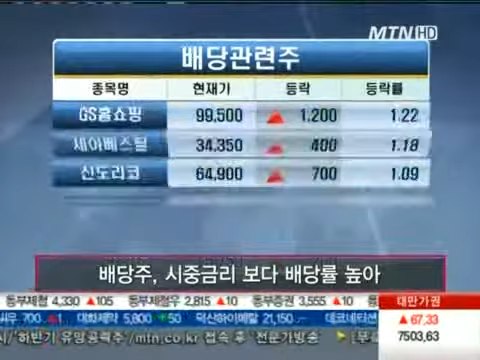 MTN HD
배당관련주
종목명 현재가 등락 등락률
GS홈쇼핑 99,500 ▲ 1,200 1.22
세아베스틸 34,350 ▲ 400 1.18
신도리코 64,900 ▲ 700 1.09
배당주, 시중금리 보다 배당률 높아
동부제철 4,330 ▲105 동부제철우 2,815 ▲10 동부증권 3,555 ▲10
대만가권
700 ▲1 대화제약 5,800 ▼50 덕산하이메탈 21,150
▲ 67,33
서/'하반기 유망공략주'/mtn.co.kr 접속 후 '전문가방송
7503,63